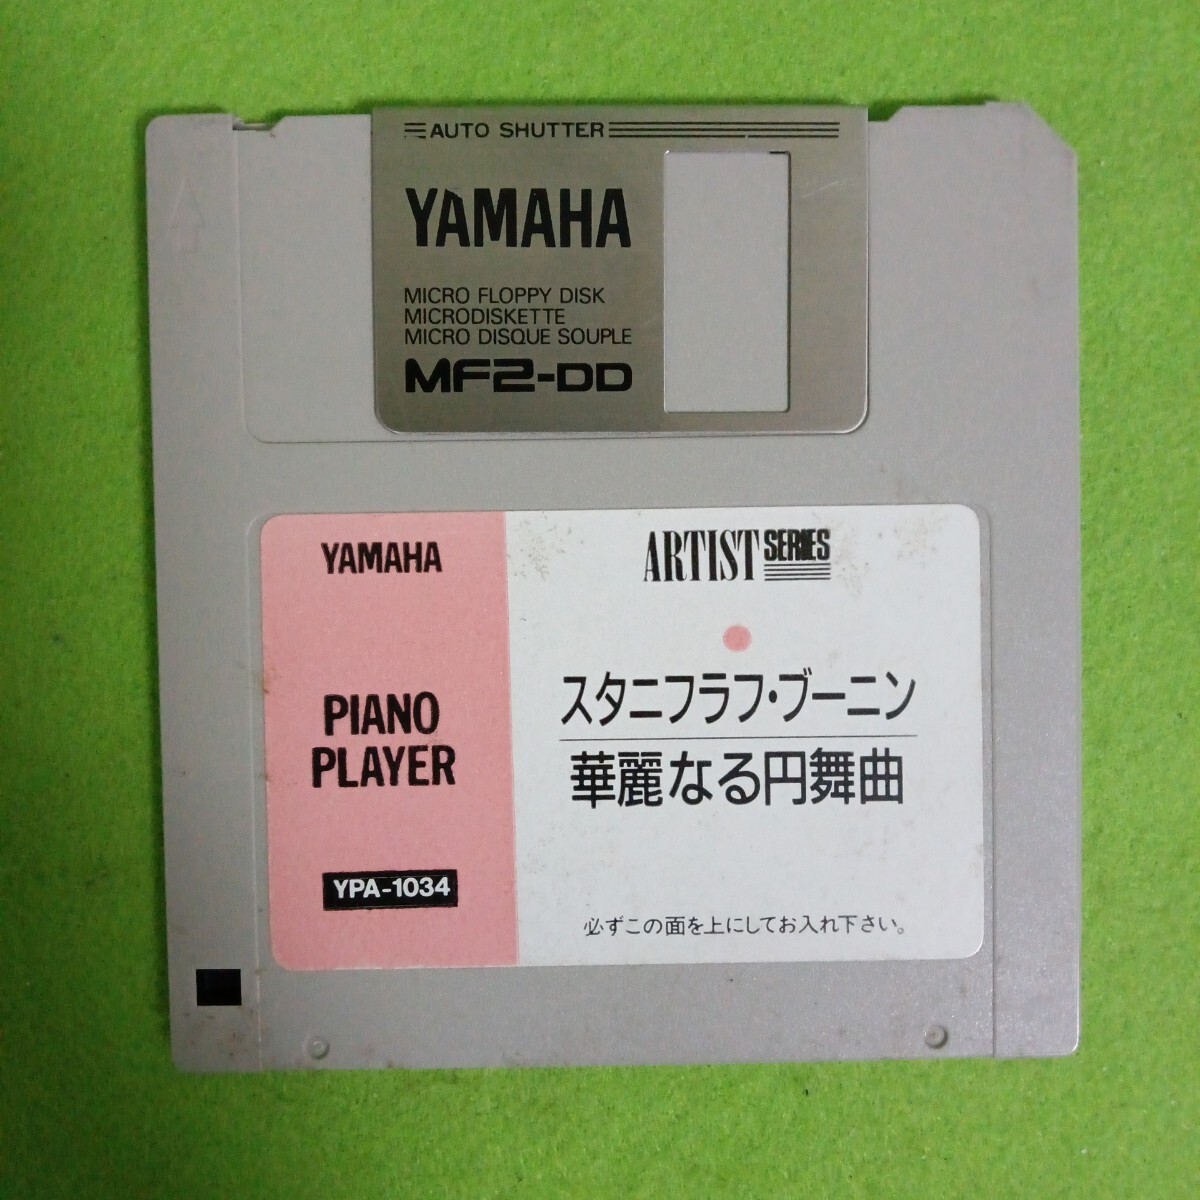 AUTO SHUTTER
YAMAHA
MICRO FLOPPY DISK
MICRODISKETTE
MICRO DISQUE SOUPLE
MF2-DD
YAMAHA
PIANO
PLAYER
YPA-1034
ARTIST SERIES
スタニフラフ・ブーニン
華麗なる円舞曲
必ずこの面を上にしてお入れ下さい。